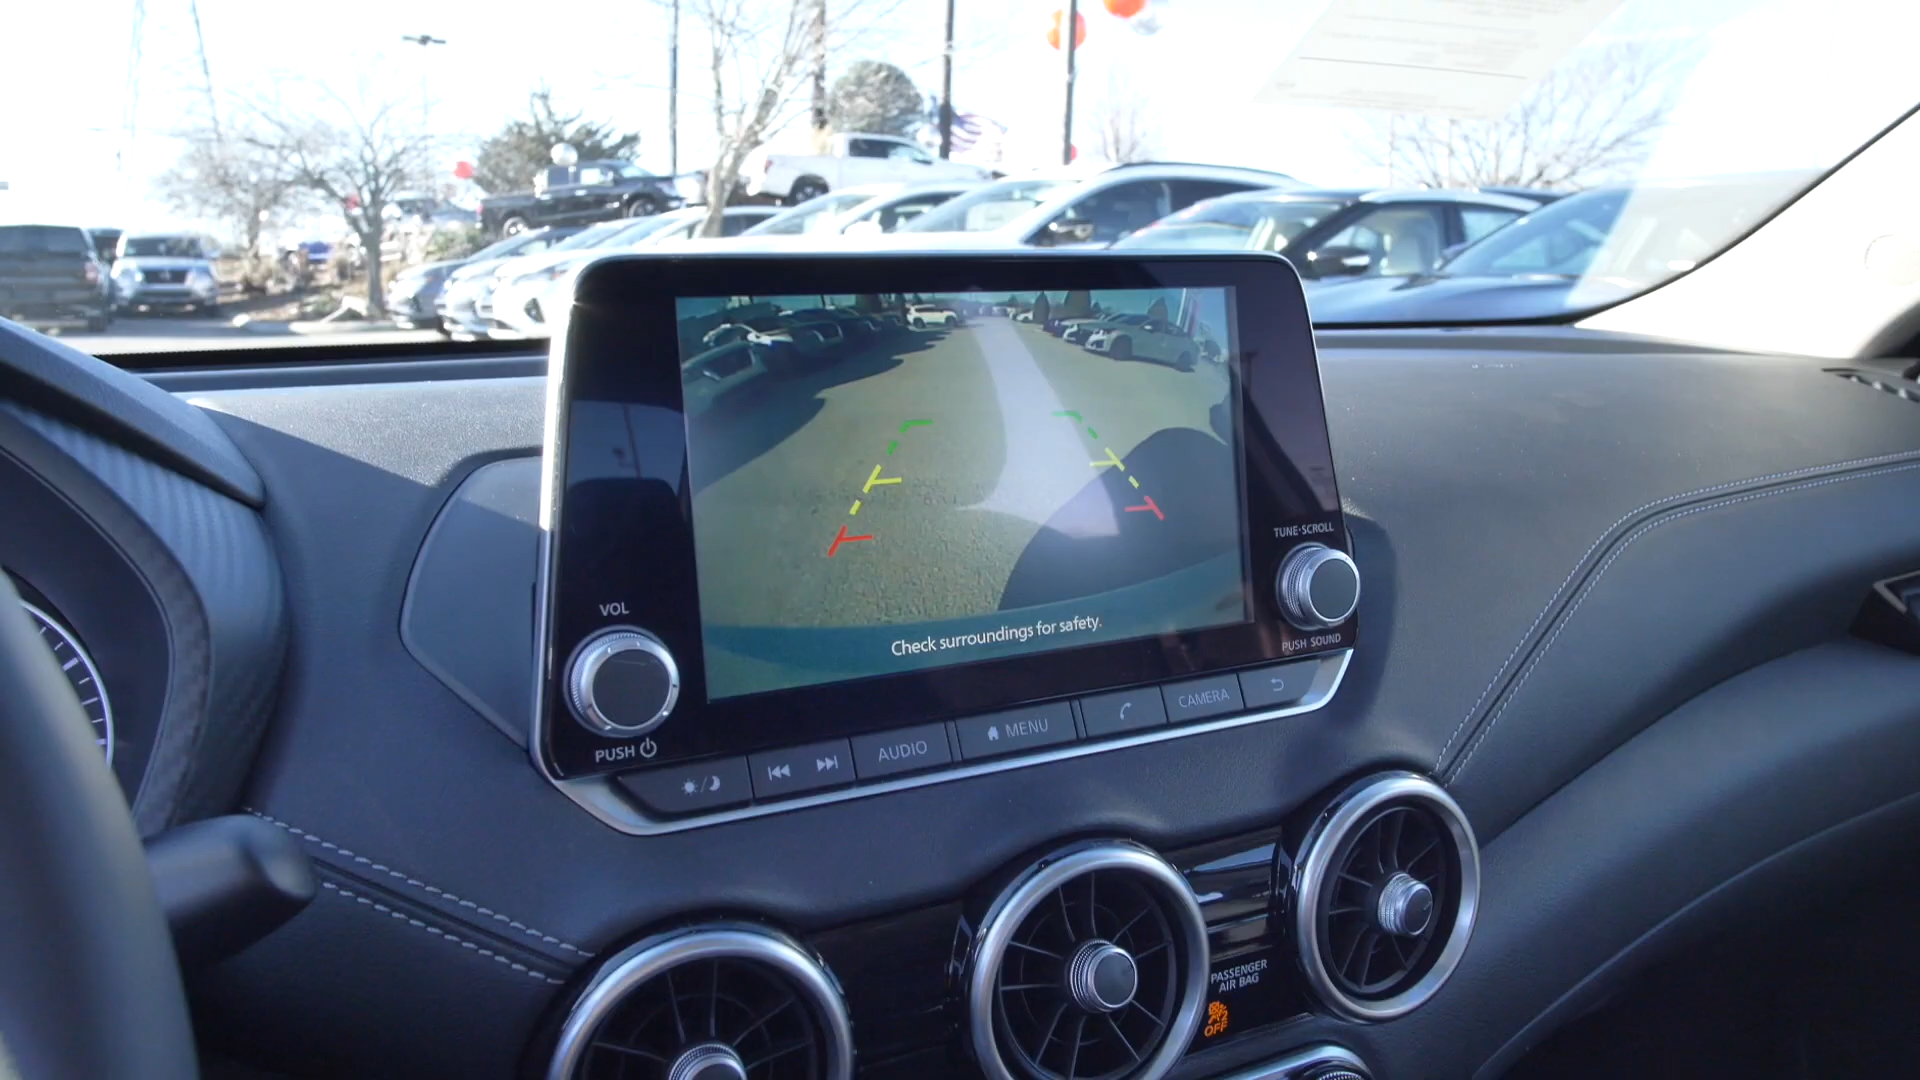 TUNE·SCROLL
VOL
Check surroundings for safety.
PUSH SOUND
PUSH
AUDIO
MENU
CAMERA
PASSENGER
AIR BAG
OFF